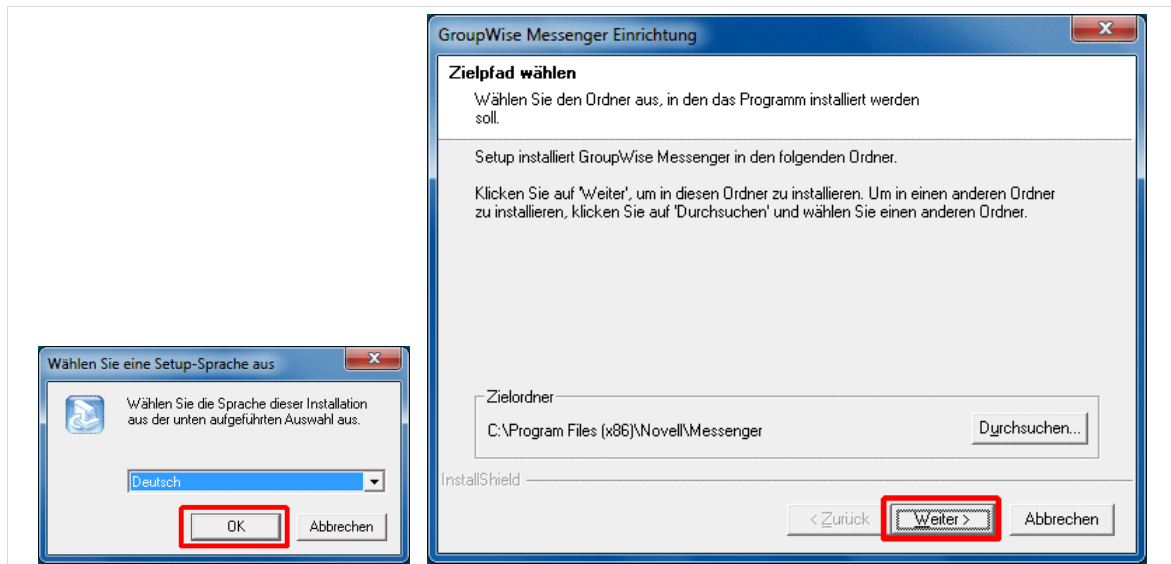 Wählen Sie eine Setup-Sprache aus
Wählen Sie die Sprache dieser Installation
aus der unten aufgeführten Auswahl aus.
Deutsch
OK
Abbrechen
GroupWise Messenger Einrichtung
Zielpfad wählen
Wählen Sie den Ordner aus, in den das Programm installiert werden
soll.
Setup installiert GroupWise Messenger in den folgenden Ordner.
Klicken Sie auf 'Weiter', um in diesen Ordner zu installieren. Um in einen anderen Ordner
zu installieren, klicken Sie auf 'Durchsuchen' und wählen Sie einen anderen Ordner.
Zielordner
C:\Program Files (x86)\Novell\Messenger
Durchsuchen...
InstallShield
< Zurück
Weiter >
Abbrechen